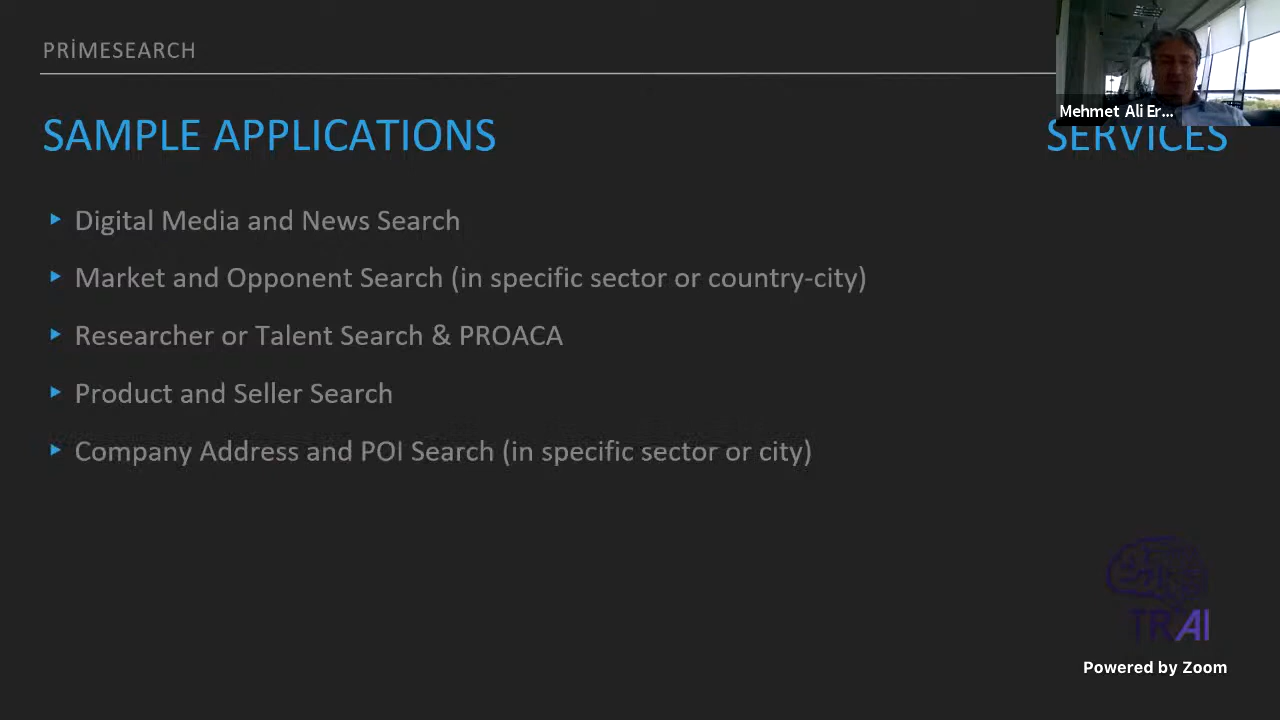 PRİMESEARCH
Mehmet Ali Er...
SAMPLE APPLICATIONS
SERVICES
Digital Media and News Search
Market and Opponent Search (in specific sector or country-city)
Researcher or Talent Search & PROACA
Product and Seller Search
Company Address and POI Search (in specific sector or city)
TRAI
Powered by Zoom